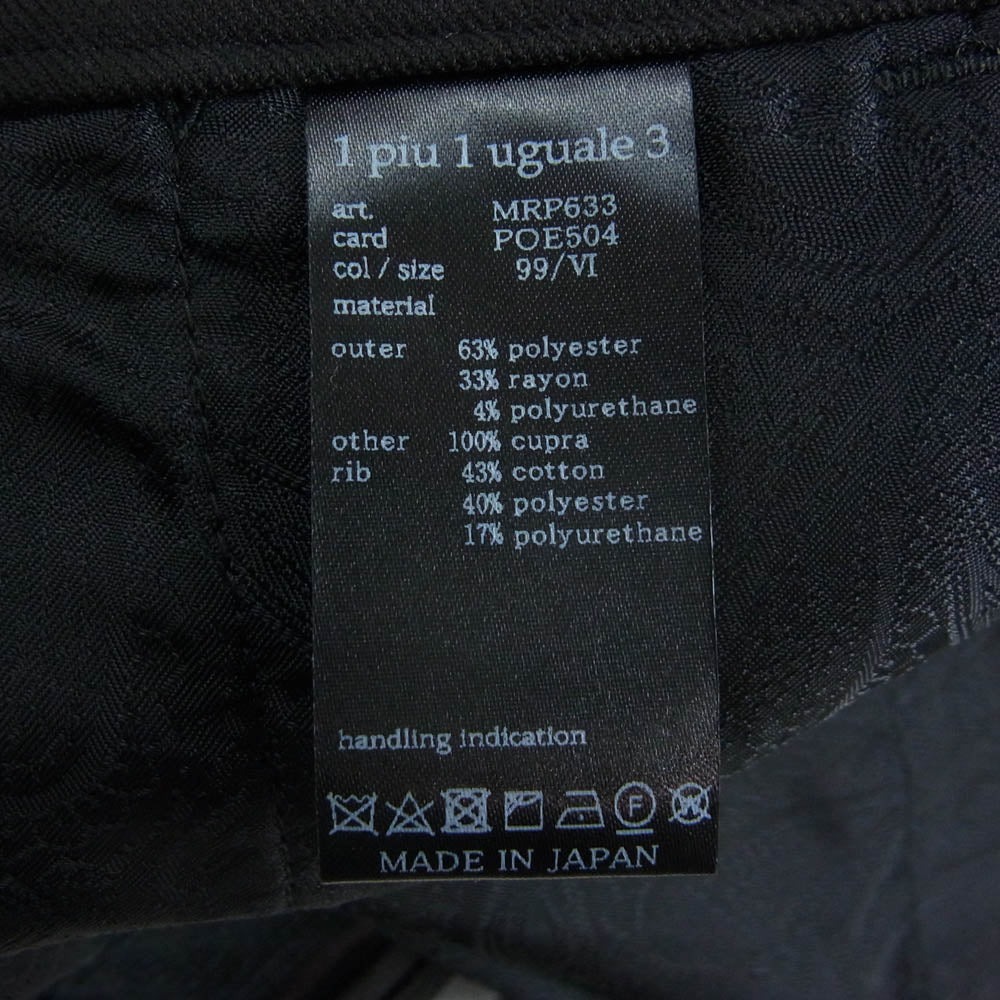 1 piu 1 uguale 3
art. MRP633
card POE504
col / size 99/VI
material
outer 63% polyester
33% rayon
4% polyurethane
other 100% cupra
rib 43% cotton
40% polyester
17% polyurethane
handling indication
F W
MADE IN JAPAN